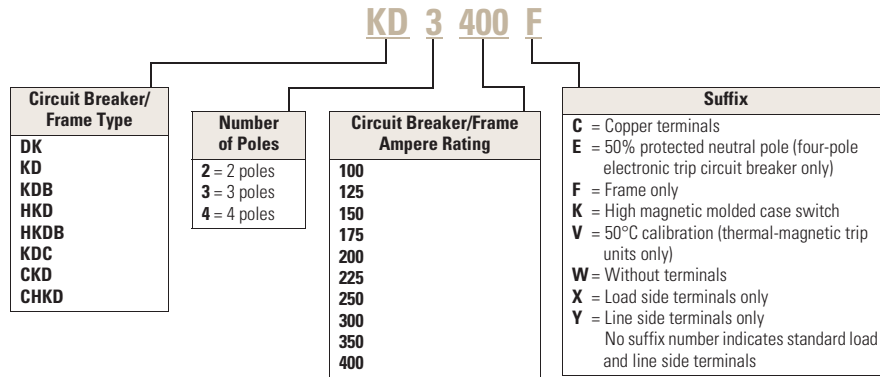 KD 3 400 F
Circuit Breaker/
Frame Type
DK
KD
KDB
HKD
HKDB
KDC
CKD
CHKD
Number
of Poles
2 = 2 poles
3 = 3 poles
4 = 4 poles
Circuit Breaker/Frame
Ampere Rating
100
125
150
175
200
225
250
300
350
400
Suffix
C = Copper terminals
E = 50% protected neutral pole (four-pole
electronic trip circuit breaker only)
F = Frame only
K = High magnetic molded case switch
V = 50°C calibration (thermal-magnetic trip
units only)
W = Without terminals
X = Load side terminals only
Y = Line side terminals only
No suffix number indicates standard load
and line side terminals